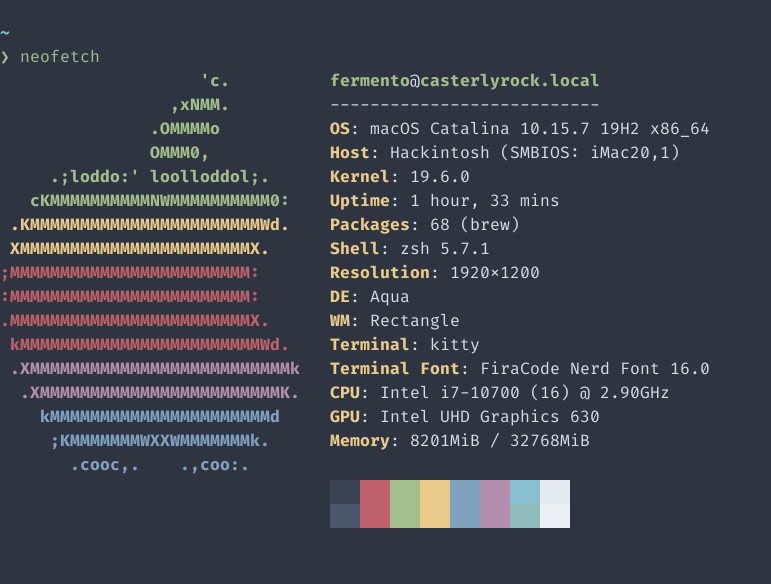 ~
❯ neofetch
                    'c.          fermento@casterlyrock.local
                 ,xNMM.          ---------------------------
               .OMMMMo           OS: macOS Catalina 10.15.7 19H2 x86_64
               OMMM0,            Host: Hackintosh (SMBIOS: iMac20,1)
     .;loddo:' loolloddol;.      Kernel: 19.6.0
   cKMMMMMMMMMMNWMMMMMMMMMM0:    Uptime: 1 hour, 33 mins
 .KMMMMMMMMMMMMMMMMMMMMMMMWd.    Packages: 68 (brew)
 XMMMMMMMMMMMMMMMMMMMMMMMX.      Shell: zsh 5.7.1
;MMMMMMMMMMMMMMMMMMMMMMMM:       Resolution: 1920×1200
:MMMMMMMMMMMMMMMMMMMMMMMM:       DE: Aqua
.MMMMMMMMMMMMMMMMMMMMMMMMX.      WM: Rectangle
 kMMMMMMMMMMMMMMMMMMMMMMMMWd.    Terminal: kitty
 .XMMMMMMMMMMMMMMMMMMMMMMMMMMk   Terminal Font: FiraCode Nerd Font 16.0
  .XMMMMMMMMMMMMMMMMMMMMMMMMK.   CPU: Intel i7-10700 (16) @ 2.90GHz
    kMMMMMMMMMMMMMMMMMMMMMMd     GPU: Intel UHD Graphics 630
     ;KMMMMMMMWXXWMMMMMMMk.      Memory: 8201MiB / 32768MiB
       .cooc,.    .,coo:.